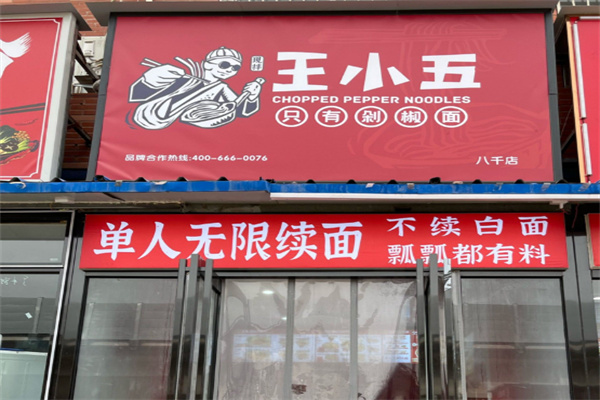 现拌
王小五
CHOPPED PEPPER NOODLES
只有剁椒面
品牌合作热线:400-666-0076
八千店
单人无限续面
不续白面
瓢瓢都有料